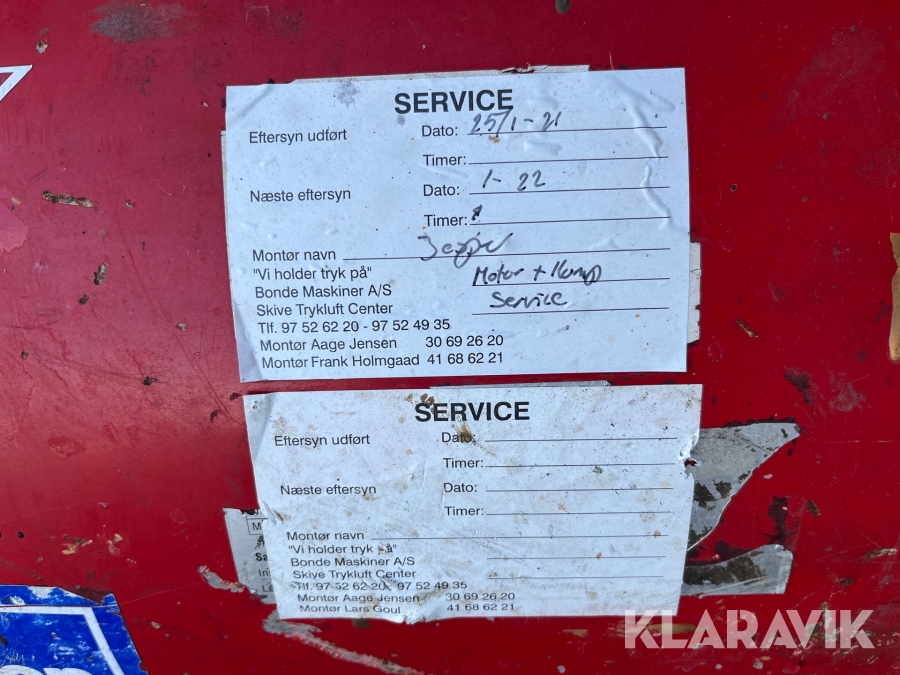 SERVICE
Eftersyn udført Dato: 25/1-21
Timer:
Næste eftersyn Dato: 1-22
Timer:
Montør navn
"Vi holder tryk på" Motor + Komp
Bonde Maskiner A/S Service
Skive Trykluft Center
Tlf. 97 52 62 20 - 97 52 49 35
Montør Aage Jensen 30 69 26 20
Montør Frank Holmgaad 41 68 62 21
SERVICE
Eftersyn udført Dato:
Timer:
Næste eftersyn Dato:
Timer:
Montør navn
"Vi holder tryk på"
Bonde Maskiner A/S
Skive Trykluft Center
Tlf. 97 52 62 20 - 97 52 49 35
Montør Aage Jensen 30 69 26 20
Montør Lars Goul 41 68 62 21
KLARAVIK